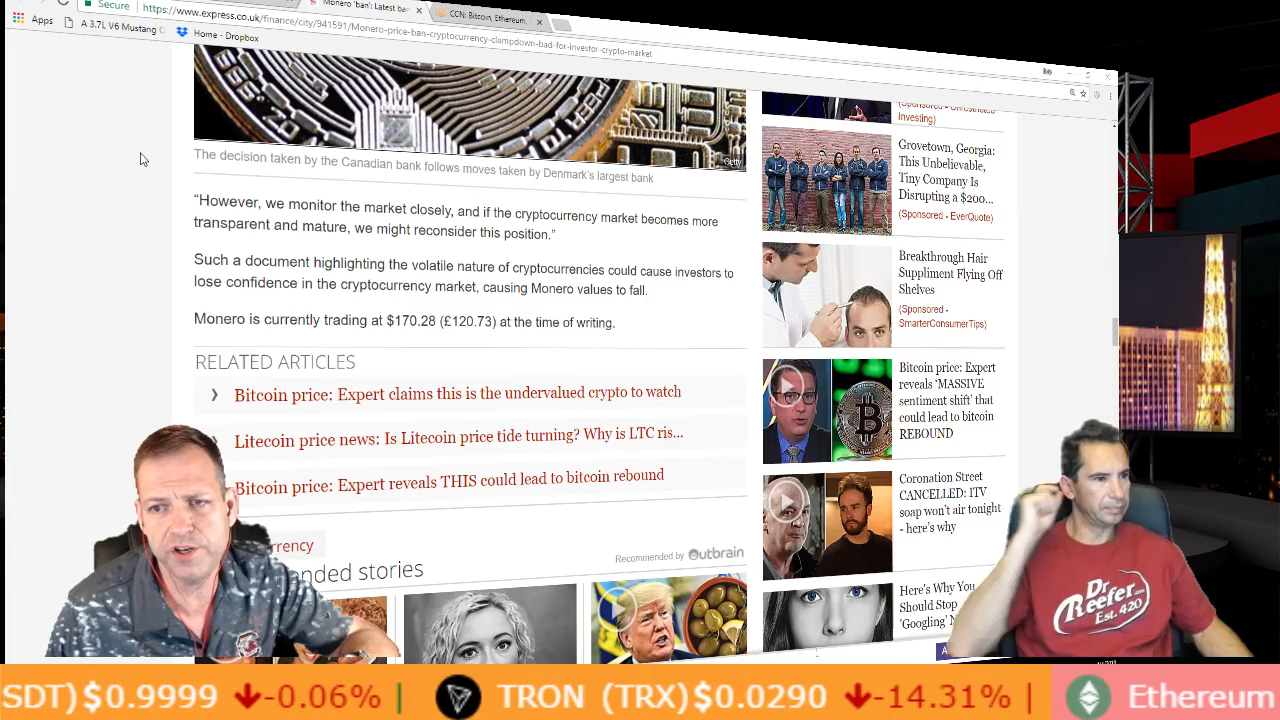 Monero 'ban': Latest ban
CCN: Bitcoin, Ethereum,
Secure
https://www.express.co.uk/finance/city/941591/Monero-price-ban-cryptocurrency-clampdown-bad-for-investor-crypto-market
Apps
A 3.7L V6 Mustang
Home - Dropbox
Getty
The decision taken by the Canadian bank follows moves taken by Denmark's largest bank
“However, we monitor the market closely, and if the cryptocurrency market becomes more
transparent and mature, we might reconsider this position.”
Such a document highlighting the volatile nature of cryptocurrencies could cause investors to
lose confidence in the cryptocurrency market, causing Monero values to fall.
Monero is currently trading at $170.28 (£120.73) at the time of writing.
RELATED ARTICLES
Bitcoin price: Expert claims this is the undervalued crypto to watch
Litecoin price news: Is Litecoin price tide turning? Why is LTC ris...
Bitcoin price: Expert reveals THIS could lead to bitcoin rebound
Recommended by Outbrain
stories
Investing)
Grovetown, Georgia:
This Unbelievable,
Tiny Company Is
Disrupting a $200...
(Sponsored - EverQuote)
Breakthrough Hair
Suppliment Flying Off
Shelves
(Sponsored -
SmarterConsumerTips)
Bitcoin price: Expert
reveals ‘MASSIVE
sentiment shift’ that
could lead to bitcoin
REBOUND
Coronation Street
CANCELLED: ITV
soap won't air tonight
- here's why
Here's Why You
Should Stop
'Googling'
Dr
Reefer.com
Est. 420
SDT) $0.9999 -0.06% | TRON (TRX) $0.0290 -14.31% | Ethereum